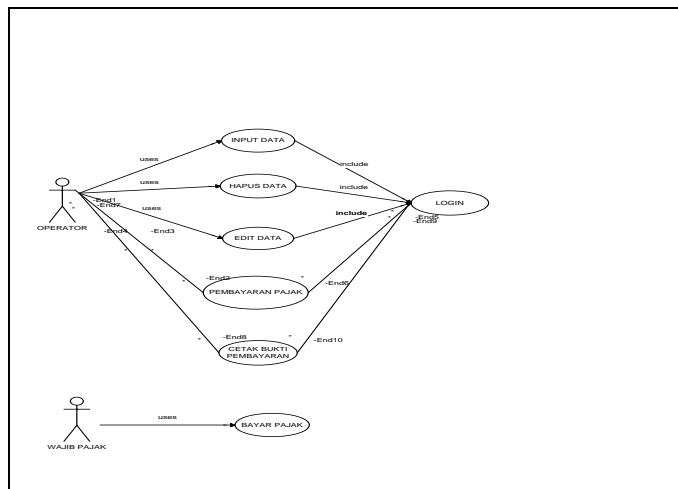 INPUT DATA
uses
include
HAPUS DATA
uses
include
OPERATOR
-End1
-End7
uses
EDIT DATA
include
LOGIN
-End5
-End9
-End4
-End3
-End2
PEMBAYARAN PAJAK
-End6
-End8
CETAK BUKTI
PEMBAYARAN
-End10
WAJIB PAJAK
uses
BAYAR PAJAK